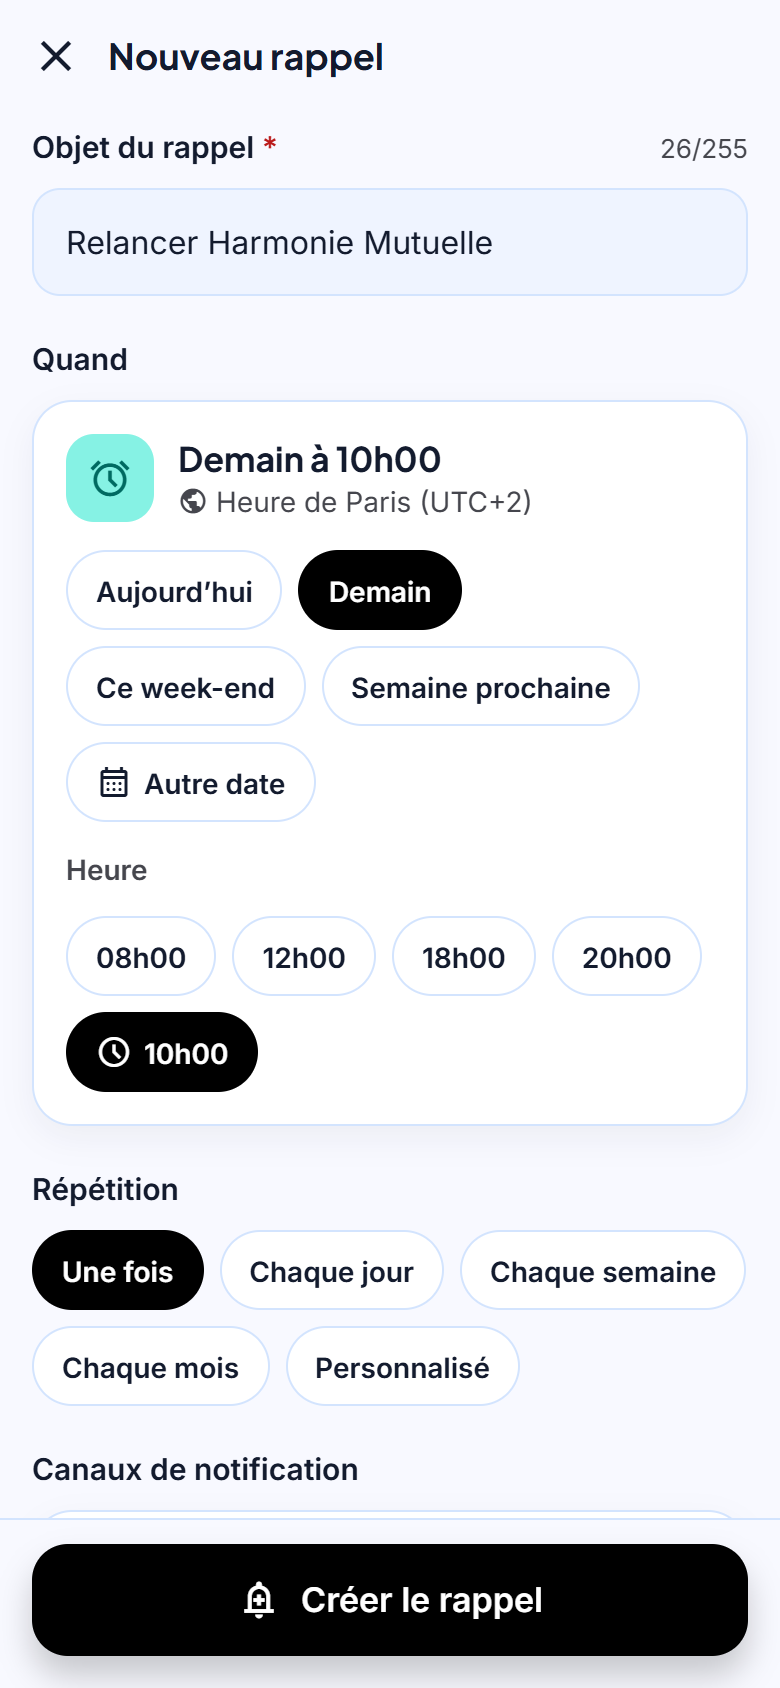 Nouveau rappel
Objet du rappel * 26/255
Relancer Harmonie Mutuelle
Quand
Demain à 10h00
Heure de Paris (UTC+2)
Aujourd’hui Demain
Ce week-end Semaine prochaine
Autre date
Heure
08h00 12h00 18h00 20h00
10h00
Répétition
Une fois Chaque jour Chaque semaine
Chaque mois Personnalisé
Canaux de notification
Créer le rappel